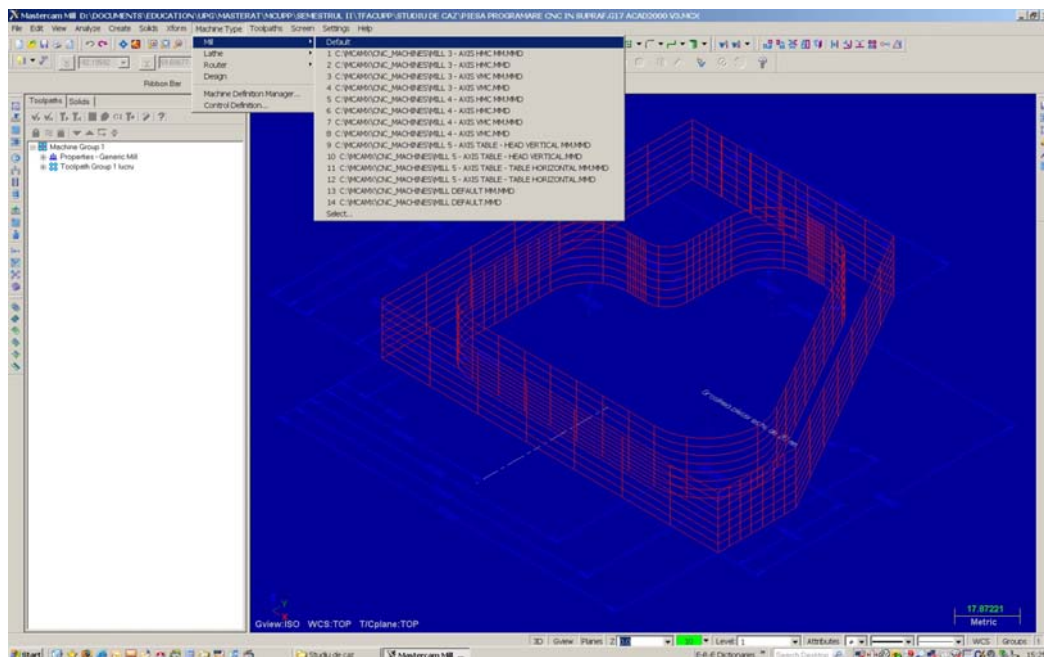 Mastercam Mill D:\DOCUMENTS\EDUCATION\UPG\MASTERAT\MCUPP\SEMESTRUL II\TFACUPP\STUDIU DE CAZ\PIESA PROGRAMARE CNC IN SUPRAF.G17 ACAD2000 V3.MCX
File Edit View Analyze Create Solids Xform Machine Type Toolpaths Screen Settings Help
Mill
Lathe
Router
Design
Machine Definition Manager...
Control Definition...
Default
1 C:\MCAMX\CNC_MACHINES\MILL 3 - AXIS HMC MM.MMD
2 C:\MCAMX\CNC_MACHINES\MILL 3 - AXIS HMC.MMD
3 C:\MCAMX\CNC_MACHINES\MILL 3 - AXIS VMC MM.MMD
4 C:\MCAMX\CNC_MACHINES\MILL 3 - AXIS VMC.MMD
5 C:\MCAMX\CNC_MACHINES\MILL 4 - AXIS HMC MM.MMD
6 C:\MCAMX\CNC_MACHINES\MILL 4 - AXIS HMC.MMD
7 C:\MCAMX\CNC_MACHINES\MILL 4 - AXIS VMC MM.MMD
8 C:\MCAMX\CNC_MACHINES\MILL 4 - AXIS VMC.MMD
9 C:\MCAMX\CNC_MACHINES\MILL 5 - AXIS TABLE - HEAD VERTICAL MM.MMD
10 C:\MCAMX\CNC_MACHINES\MILL 5 - AXIS TABLE - HEAD VERTICAL.MMD
11 C:\MCAMX\CNC_MACHINES\MILL 5 - AXIS TABLE - TABLE HORIZONTAL MM.MMD
12 C:\MCAMX\CNC_MACHINES\MILL 5 - AXIS TABLE - TABLE HORIZONTAL.MMD
13 C:\MCAMX\CNC_MACHINES\MILL DEFAULT MM.MMD
14 C:\MCAMX\CNC_MACHINES\MILL DEFAULT.MMD
Select...
Ribbon Bar
Toolpaths Solids
Machine Group 1
Properties - Generic Mill
Toolpath Group 1 lucru
Y
X
Gview:ISO WCS:TOP T/Cplane:TOP
17.87221
Metric
3D Gview Planes Z 0.0 10 Level 1 Attributes WCS Groups
Start Studiu de caz Mastercam Mill ... Search Desktop 15:25